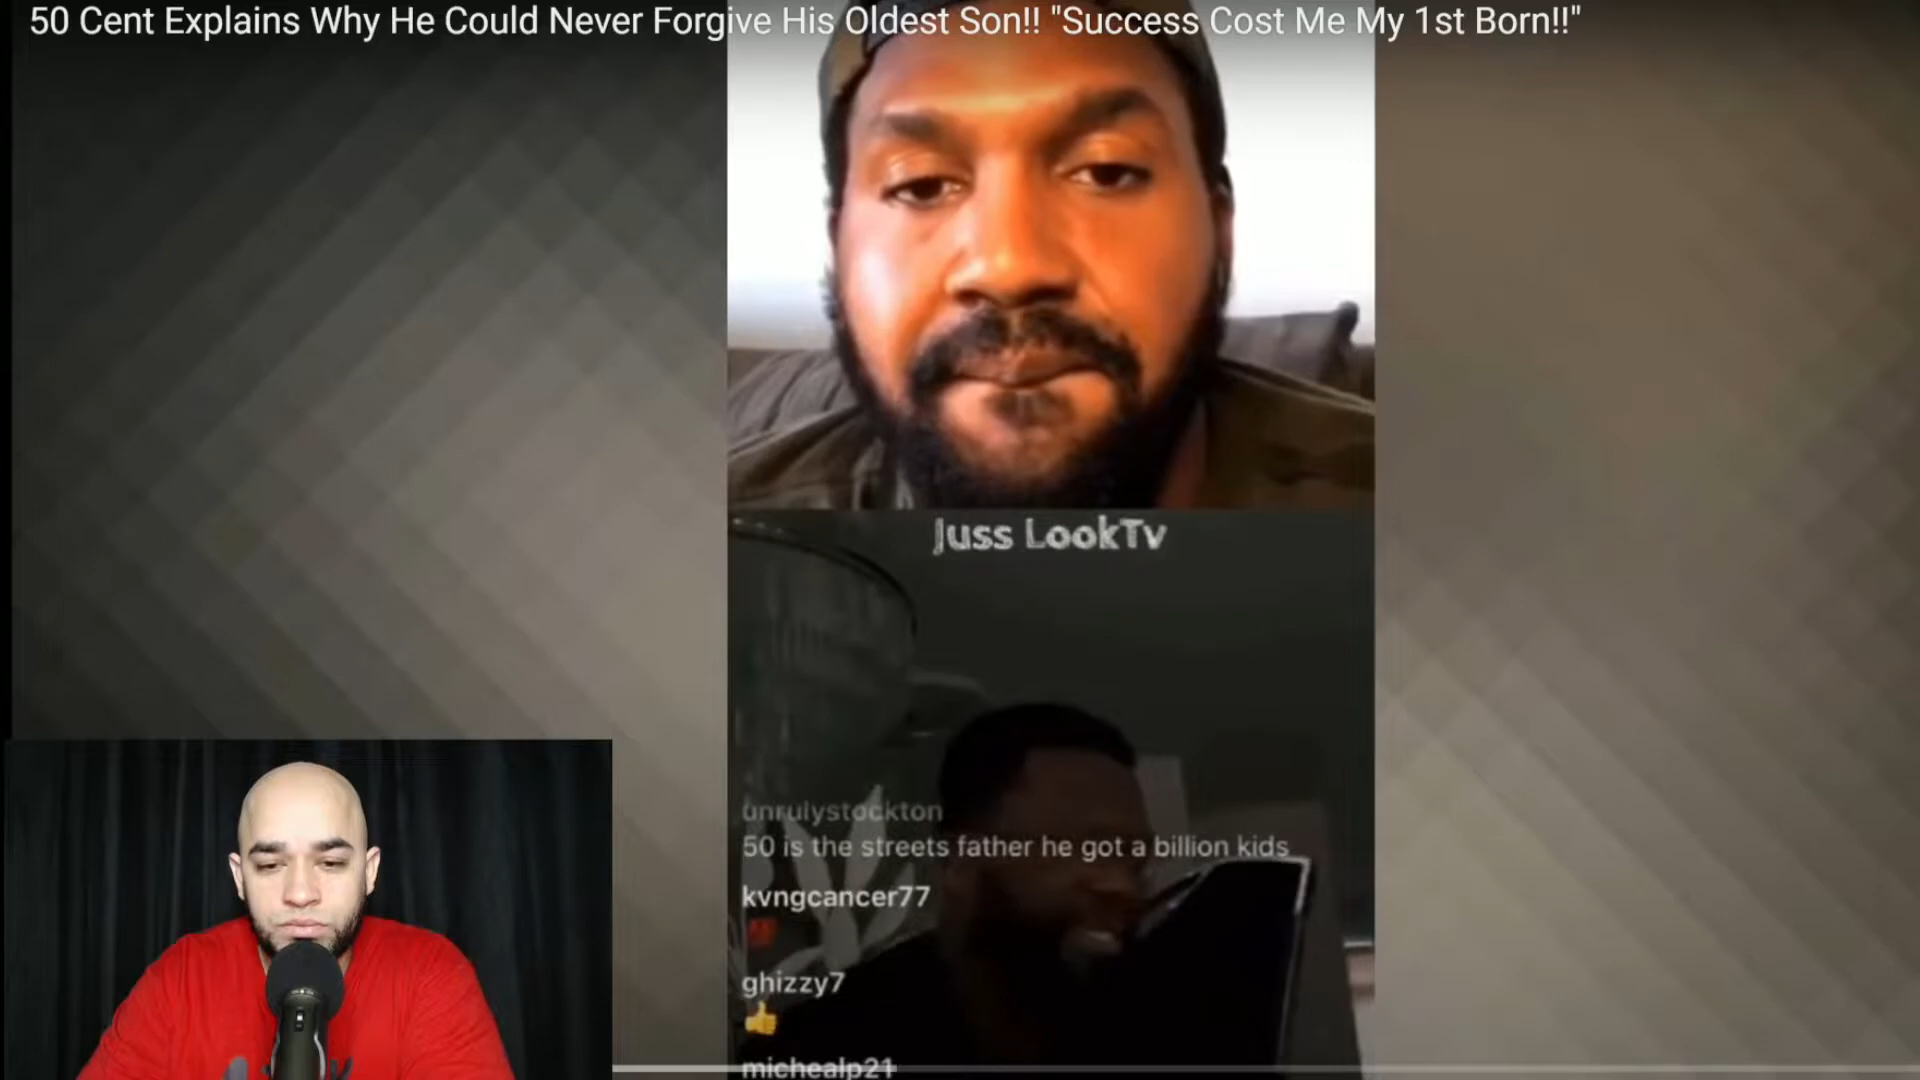 50 Cent Explains Why He Could Never Forgive His Oldest Son!! "Success Cost Me My 1st Born!!"
Juss LookTv
unrulystockton
50 is the streets father he got a billion kids
kvngcancer77
ghizzy7
michealp21